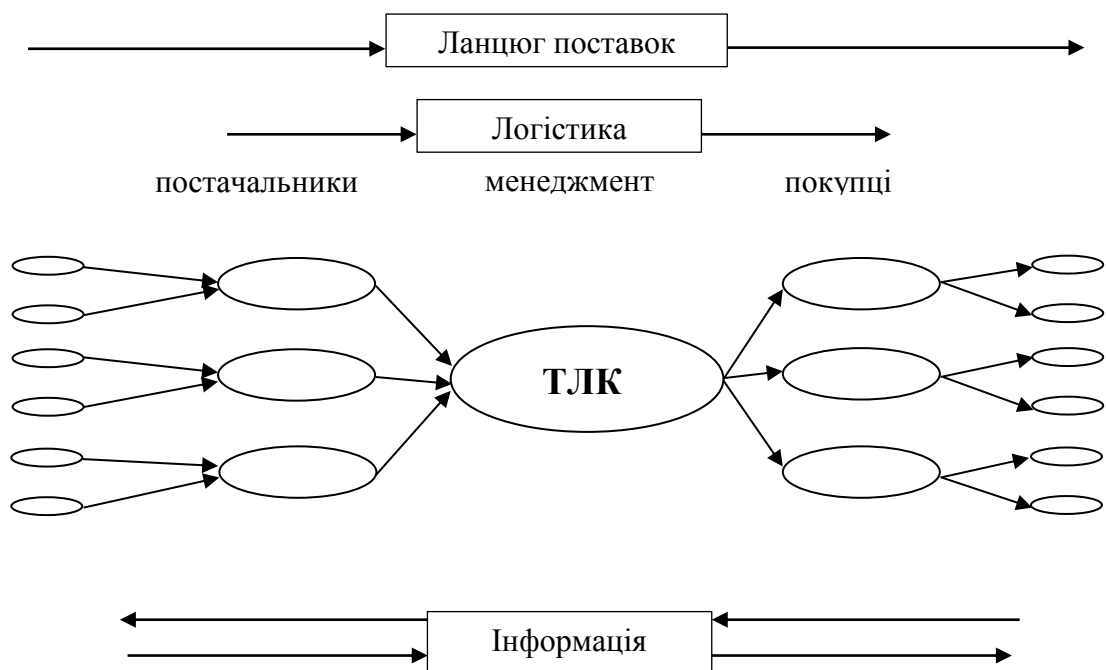 Ланцюг поставок
Логістика
постачальники менеджмент покупці
ТЛК
Інформація